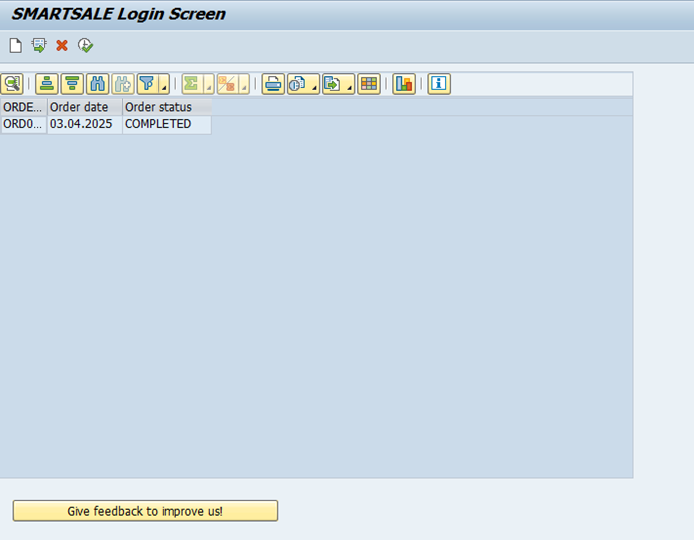 SMARTSALE Login Screen
ORDE... Order date Order status
ORD0... 03.04.2025 COMPLETED
Give feedback to improve us!